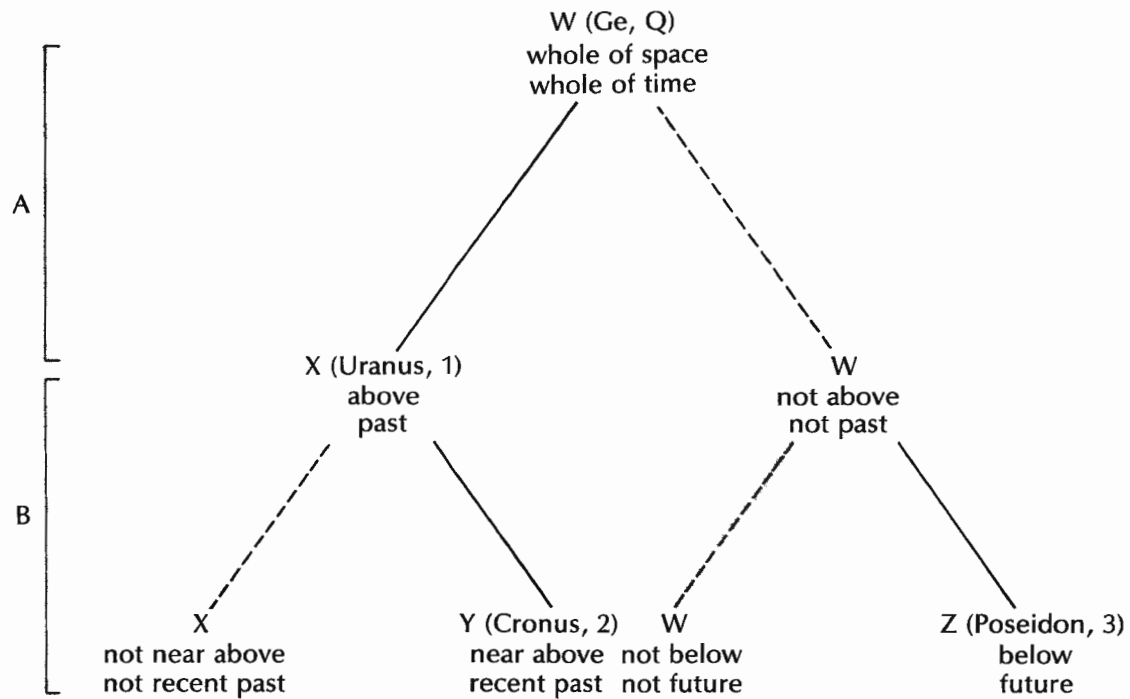 W (Ge, Q)
whole of space
whole of time
A
X (Uranus, 1)
above
past
W
not above
not past
B
X
not near above
not recent past
Y (Cronus, 2)
near above
recent past
W
not below
not future
Z (Poseidon, 3)
below
future